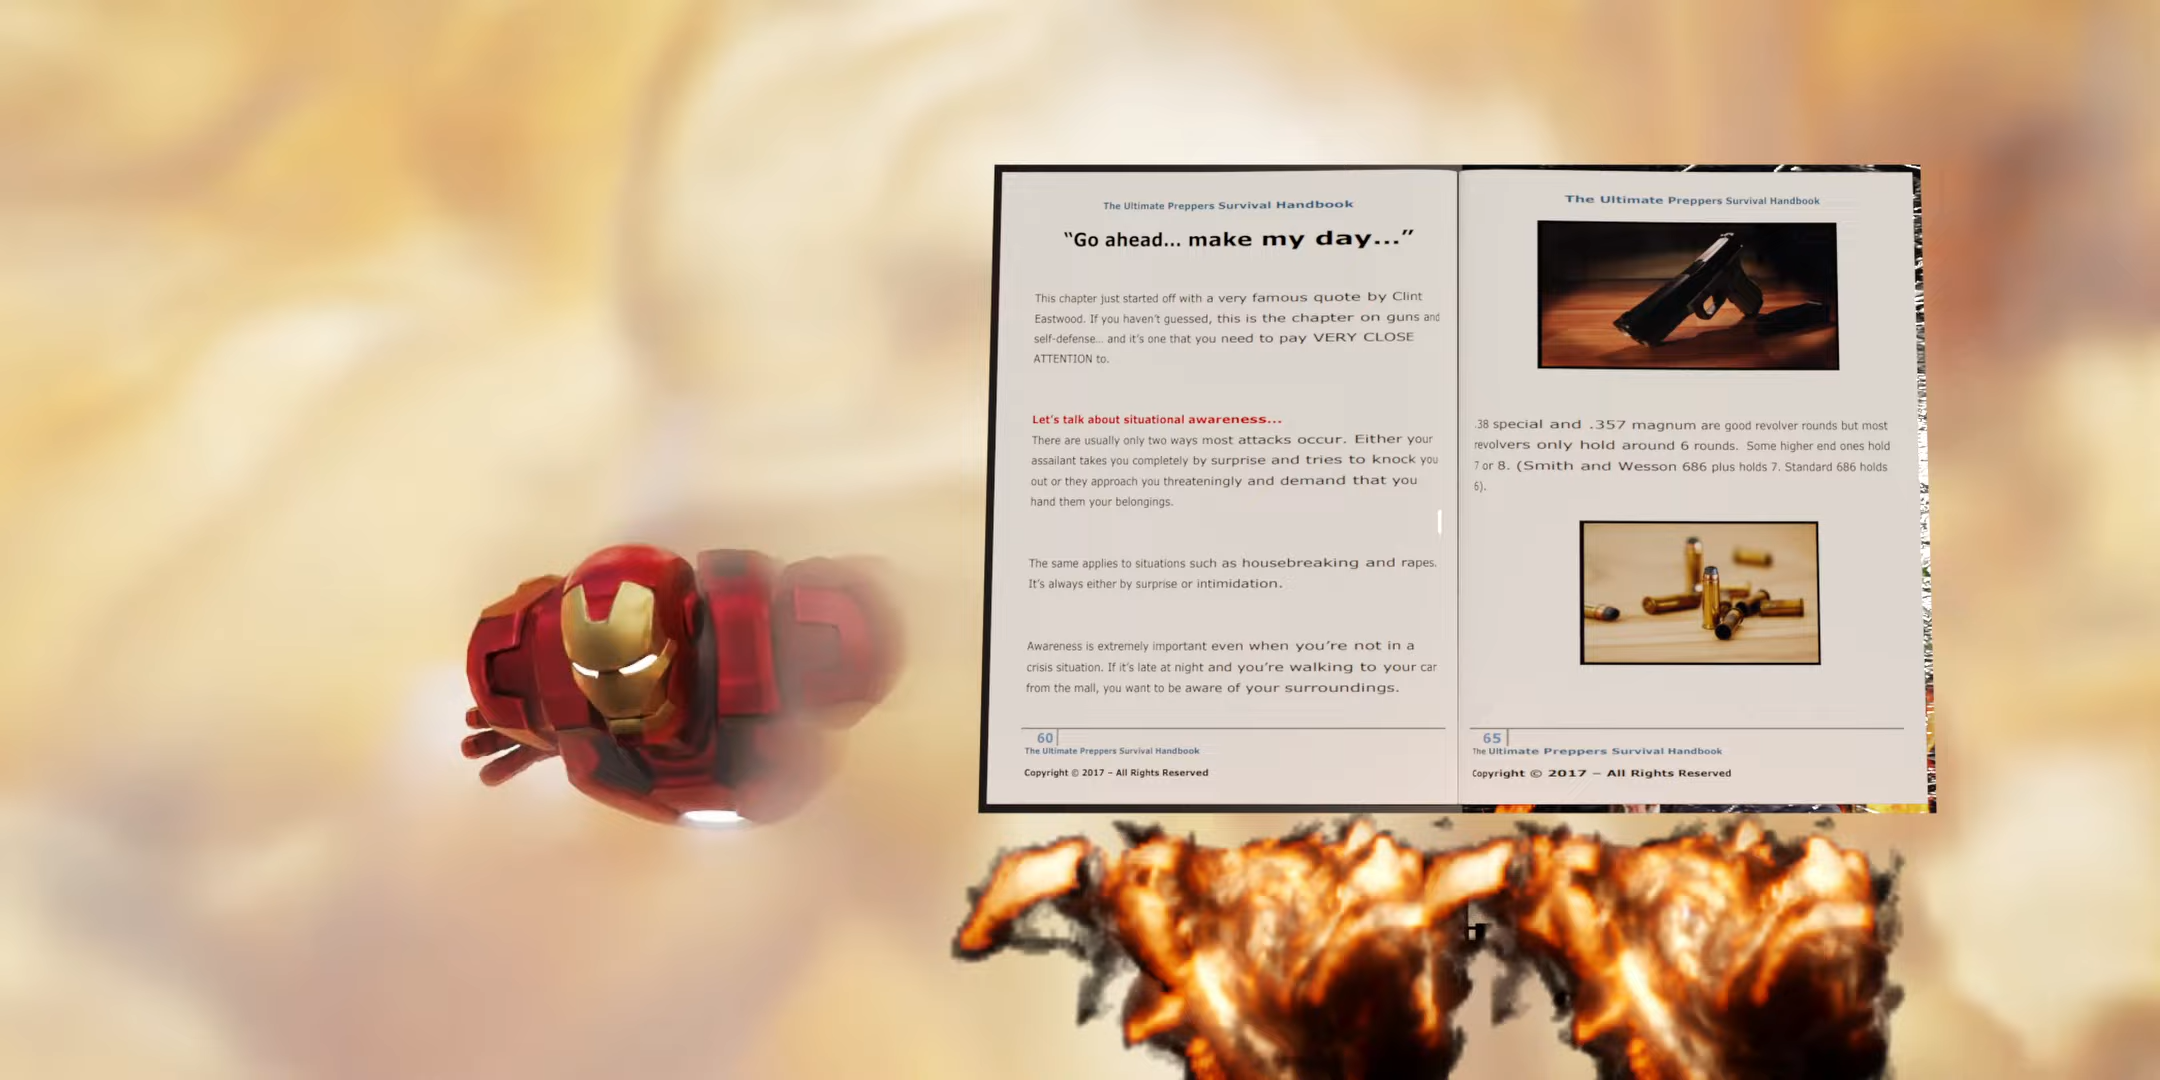 The Ultimate Preppers Survival Handbook
“Go ahead... make my day...”
This chapter just started off with a very famous quote by Clint
Eastwood. If you haven’t guessed, this is the chapter on guns and
self-defense... and it’s one that you need to pay VERY CLOSE
ATTENTION to.
Let’s talk about situational awareness...
There are usually only two ways most attacks occur. Either your
assailant takes you completely by surprise and tries to knock you
out or they approach you threateningly and demand that you
hand them your belongings.
The same applies to situations such as housebreaking and rapes.
It’s always either by surprise or intimidation.
Awareness is extremely important even when you’re not in a
crisis situation. If it’s late at night and you’re walking to your car
from the mall, you want to be aware of your surroundings.
60
The Ultimate Preppers Survival Handbook
Copyright © 2017 – All Rights Reserved
The Ultimate Preppers Survival Handbook
.38 special and .357 magnum are good revolver rounds but most
revolvers only hold around 6 rounds. Some higher end ones hold
7 or 8. (Smith and Wesson 686 plus holds 7. Standard 686 holds
6).
65
The Ultimate Preppers Survival Handbook
Copyright © 2017 – All Rights Reserved